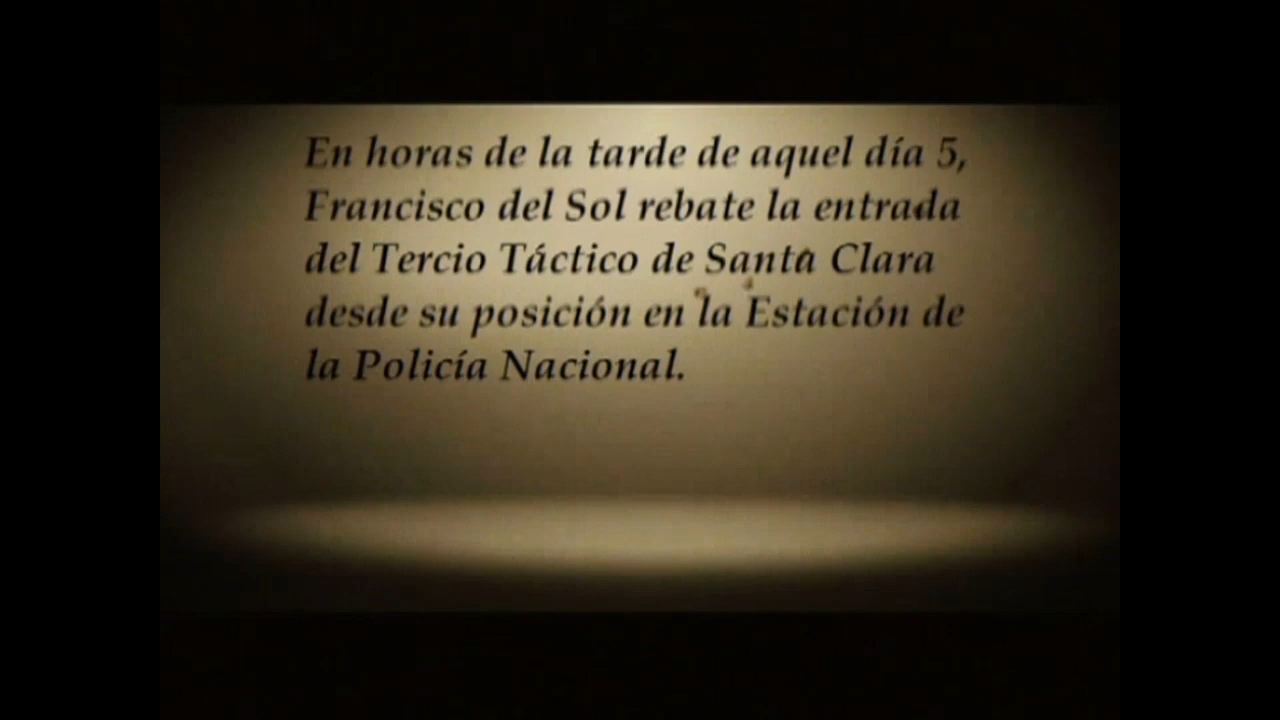 En horas de la tarde de aquel día 5,
Francisco del Sol rebate la entrada
del Tercio Táctico de Santa Clara
desde su posición en la Estación de
la Policía Nacional.